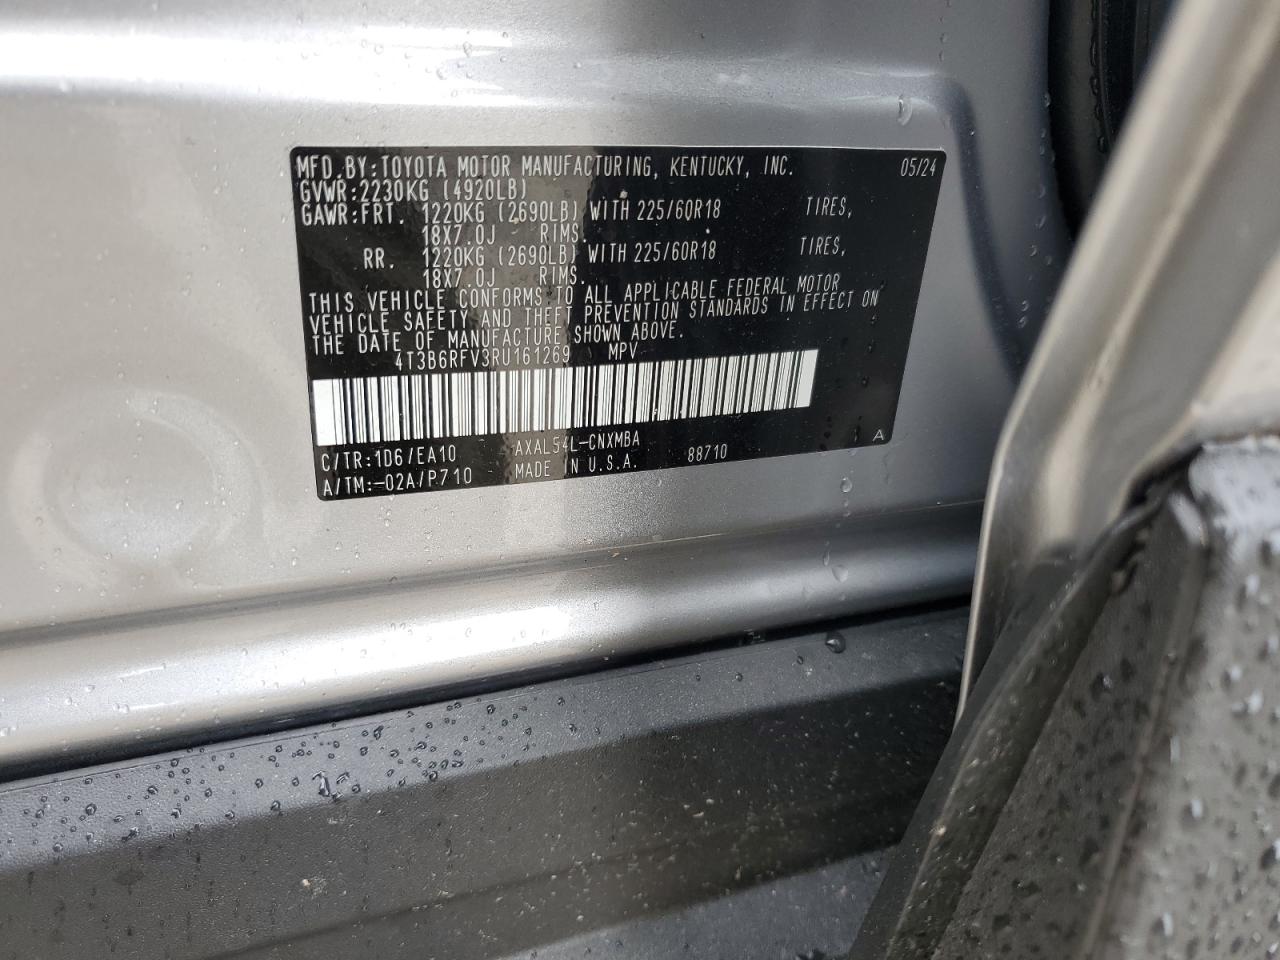 MFD. BY: TOYOTA MOTOR MANUFACTURING, KENTUCKY, INC. 05/24
GVWR: 2230KG (4920LB)
GAWR: FRT. 1220KG (2690LB) WITH 225/60R18 TIRES,
18X7.0J RIMS.
RR. 1220KG (2690LB) WITH 225/60R18 TIRES,
18X7.0J RIMS.
THIS VEHICLE CONFORMS TO ALL APPLICABLE FEDERAL MOTOR
VEHICLE SAFETY AND THEFT PREVENTION STANDARDS IN EFFECT ON
THE DATE OF MANUFACTURE SHOWN ABOVE.
4T3B6RFV3RU161269 MPV
C/TR: 1D6/EA10 AXAL54L-CNXMBA A
A/TM: -02A/P710 MADE IN U.S.A. 88710